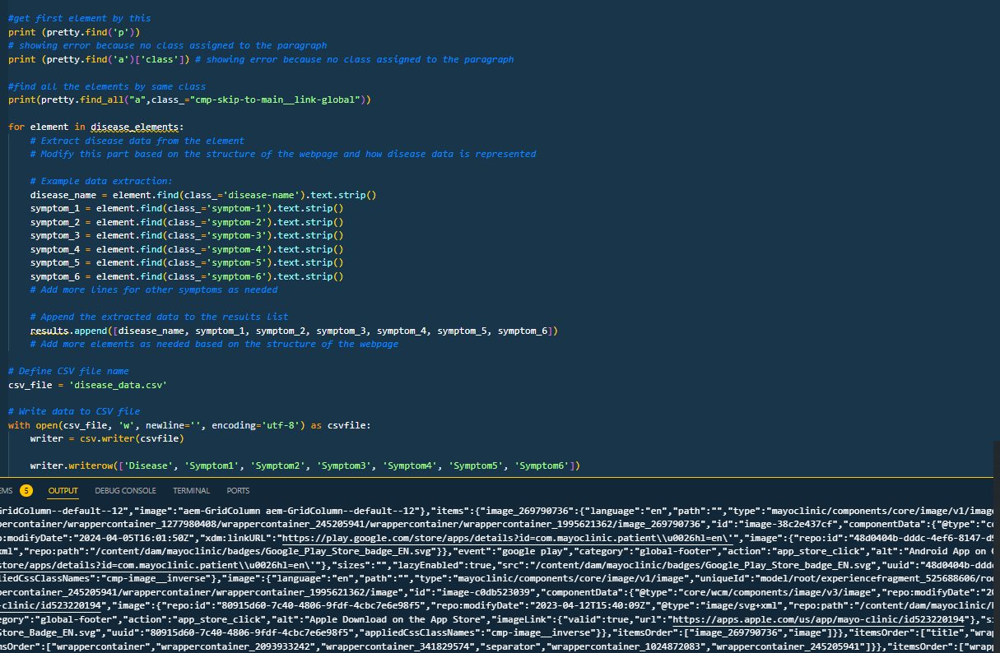 #get first element by this
print (pretty.find('p'))
# showing error because no class assigned to the paragraph
print (pretty.find('a')['class']) # showing error because no class assigned to the paragraph
#find all the elements by same class
print(pretty.find_all("a",class_="cmp-skip-to-main__link-global"))
for element in disease_elements:
# Extract disease data from the element
# Modify this part based on the structure of the webpage and how disease data is represented
# Example data extraction:
disease_name = element.find(class_='disease-name').text.strip()
symptom_1 = element.find(class_='symptom-1').text.strip()
symptom_2 = element.find(class_='symptom-2').text.strip()
symptom_3 = element.find(class_='symptom-3').text.strip()
symptom_4 = element.find(class_='symptom-4').text.strip()
symptom_5 = element.find(class_='symptom-5').text.strip()
symptom_6 = element.find(class_='symptom-6').text.strip()
# Add more lines for other symptoms as needed
# Append the extracted data to the results list
results.append([disease_name, symptom_1, symptom_2, symptom_3, symptom_4, symptom_5, symptom_6])
# Add more elements as needed based on the structure of the webpage
# Define CSV file name
csv_file = 'disease_data.csv'
# Write data to CSV file
with open(csv_file, 'w', newline='', encoding='utf-8') as csvfile:
writer = csv.writer(csvfile)
writer.writerow(['Disease', 'Symptom1', 'Symptom2', 'Symptom3', 'Symptom4', 'Symptom5', 'Symptom6'])
EMS 5 OUTPUT DEBUG CONSOLE TERMINAL PORTS
GridColumn--default--12","image":"aem-GridColumn aem-GridColumn--default--12"},"items":{"image_269790736":{"language":"en","path":"","type":"mayoclinic/components/core/image/v1/image
percontainer/wrappercontainer_1277980408/wrappercontainer_245205941/wrappercontainer/wrappercontainer_1995621362/image_269790736","id":"image-38c2e437cf","componentData":{"@type":"co
o:modifyDate":"2024-04-05T16:01:50Z","xdm:linkURL":"https://play.google.com/store/apps/details?id=com.mayoclinic.patient\\u0026hl=en\'","image":{"repo:id":"48d0404b-dddc-4ef6-8147-d9
xml","repo:path":"/content/dam/mayoclinic/badges/Google_Play_Store_badge_EN.svg"}},"event":"google play","category":"global-footer","action":"app_store_click","alt":"Android App on G
store/apps/details?id=com.mayoclinic.patient\\u0026hl=en\'"},"sizes":"","lazyEnabled":true,"src":"/content/dam/mayoclinic/badges/Google_Play_Store_badge_EN.svg","uuid":"48d0404b-dddc
liedCssClassNames":"cmp-image__inverse"},"image":{"language":"en","path":"","type":"mayoclinic/components/core/image/v1/image","uniqueId":"model/root/experiencefragment_525688606/roo
percontainer_245205941/wrappercontainer/wrappercontainer_1995621362/image","id":"image-c0db523039","componentData":{"@type":"core/wcm/components/image/v3/image","repo:modifyDate":"20
-clinic/id523220194","image":{"repo:id":"80915d60-7c40-4806-9fdf-4cbc7e6e98f5","repo:modifyDate":"2023-04-12T15:40:09Z","@type":"image/svg+xml","repo:path":"/content/dam/mayoclinic/b
egory":"global-footer","action":"app_store_click","alt":"Apple Download on the App Store","imageLink":{"valid":true,"url":"https://apps.apple.com/us/app/mayo-clinic/id523220194"},"si
Store_Badge_EN.svg","uuid":"80915d60-7c40-4806-9fdf-4cbc7e6e98f5","appliedCssClassNames":"cmp-image__inverse"}},"itemsOrder":["image_269790736","image"]}},"itemsOrder":["title","wrap
msOrder":["wrappercontainer","wrappercontainer_2093933242","wrappercontainer_341829574","separator","wrappercontainer_1024872083","wrappercontainer_245205941"]}},"itemsOrder":["wrapp